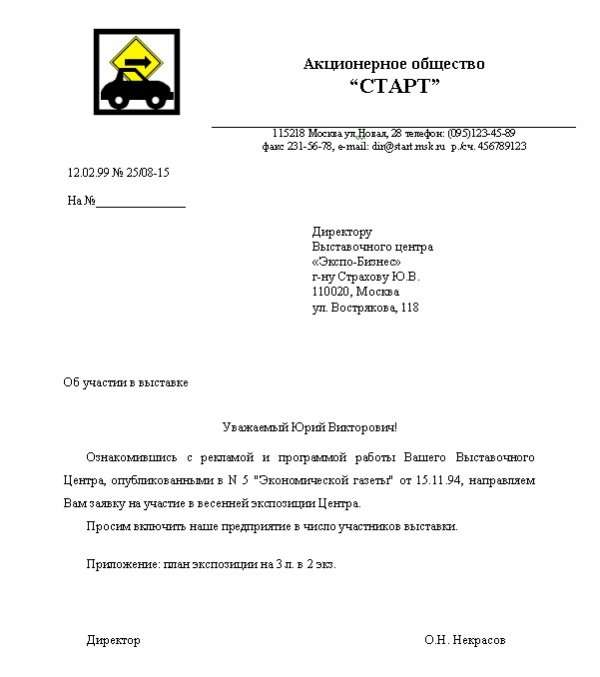 Акционерное общество
“СТАРТ”
115218 Москва ул.Новая, 28 телефон: (095)123-45-89
факс 231-56-78, e-mail: dir@start.msk.ru р./сч. 456789123
12.02.99 № 25/08-15
На №_______________
Директору
Выставочного центра
«Экспо-Бизнес»
г-ну Страхову Ю.В.
110020, Москва
ул. Вострякова, 118
Об участии в выставке
Уважаемый Юрий Викторович!
Ознакомившись с рекламой и программой работы Вашего Выставочного
Центра, опубликованными в N 5 "Экономической газеты" от 15.11.94, направляем
Вам заявку на участие в весенней экспозиции Центра.
Просим включить наше предприятие в число участников выставки.
Приложение: план экспозиции на 3 л. в 2 экз.
Директор О.Н. Некрасов